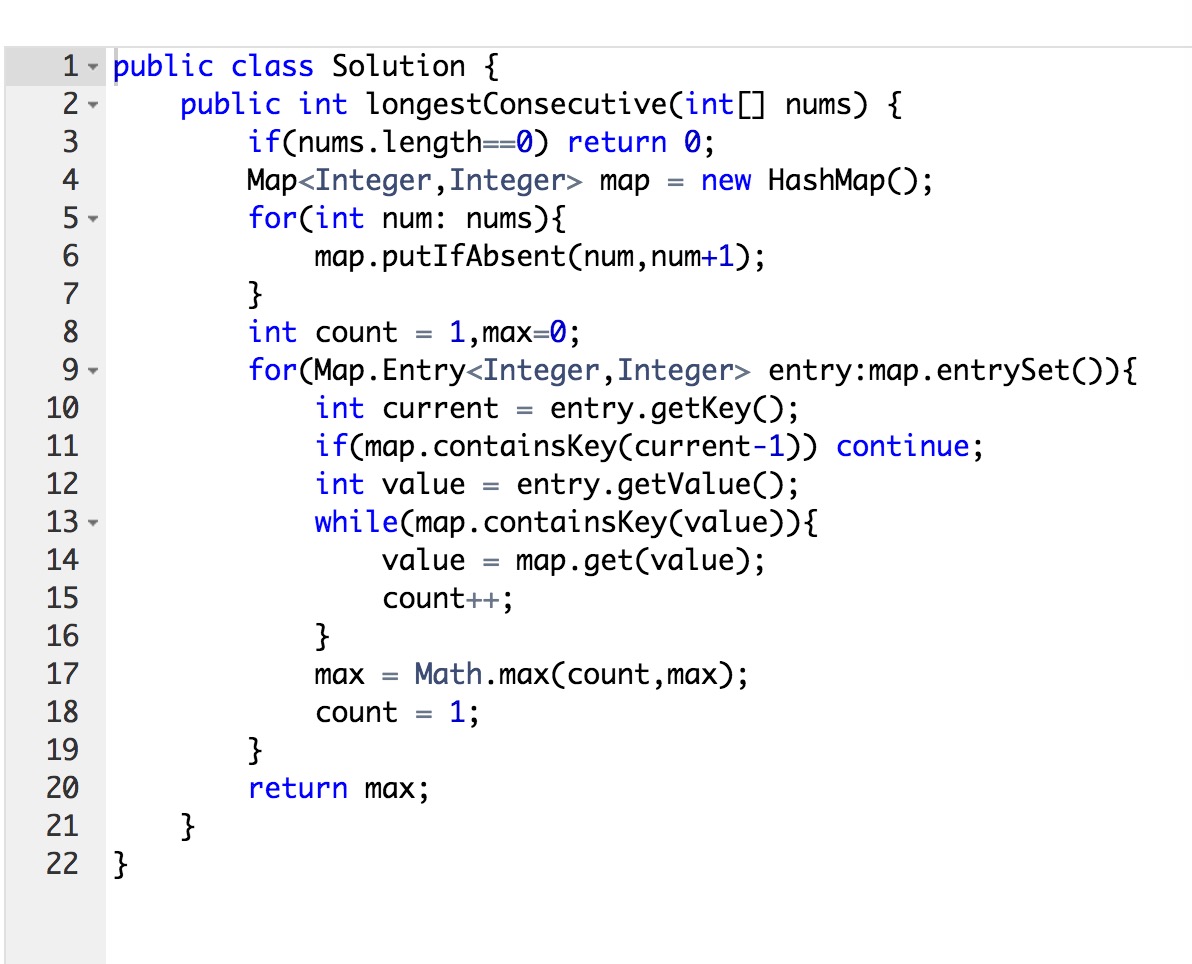 1 public class Solution {
2 public int longestConsecutive(int[] nums) {
3 if(nums.length==0) return 0;
4 Map<Integer,Integer> map = new HashMap();
5 for(int num: nums){
6 map.putIfAbsent(num,num+1);
7 }
8 int count = 1,max=0;
9 for(Map.Entry<Integer,Integer> entry:map.entrySet()){
10 int current = entry.getKey();
11 if(map.containsKey(current-1)) continue;
12 int value = entry.getValue();
13 while(map.containsKey(value)){
14 value = map.get(value);
15 count++;
16 }
17 max = Math.max(count,max);
18 count = 1;
19 }
20 return max;
21 }
22 }